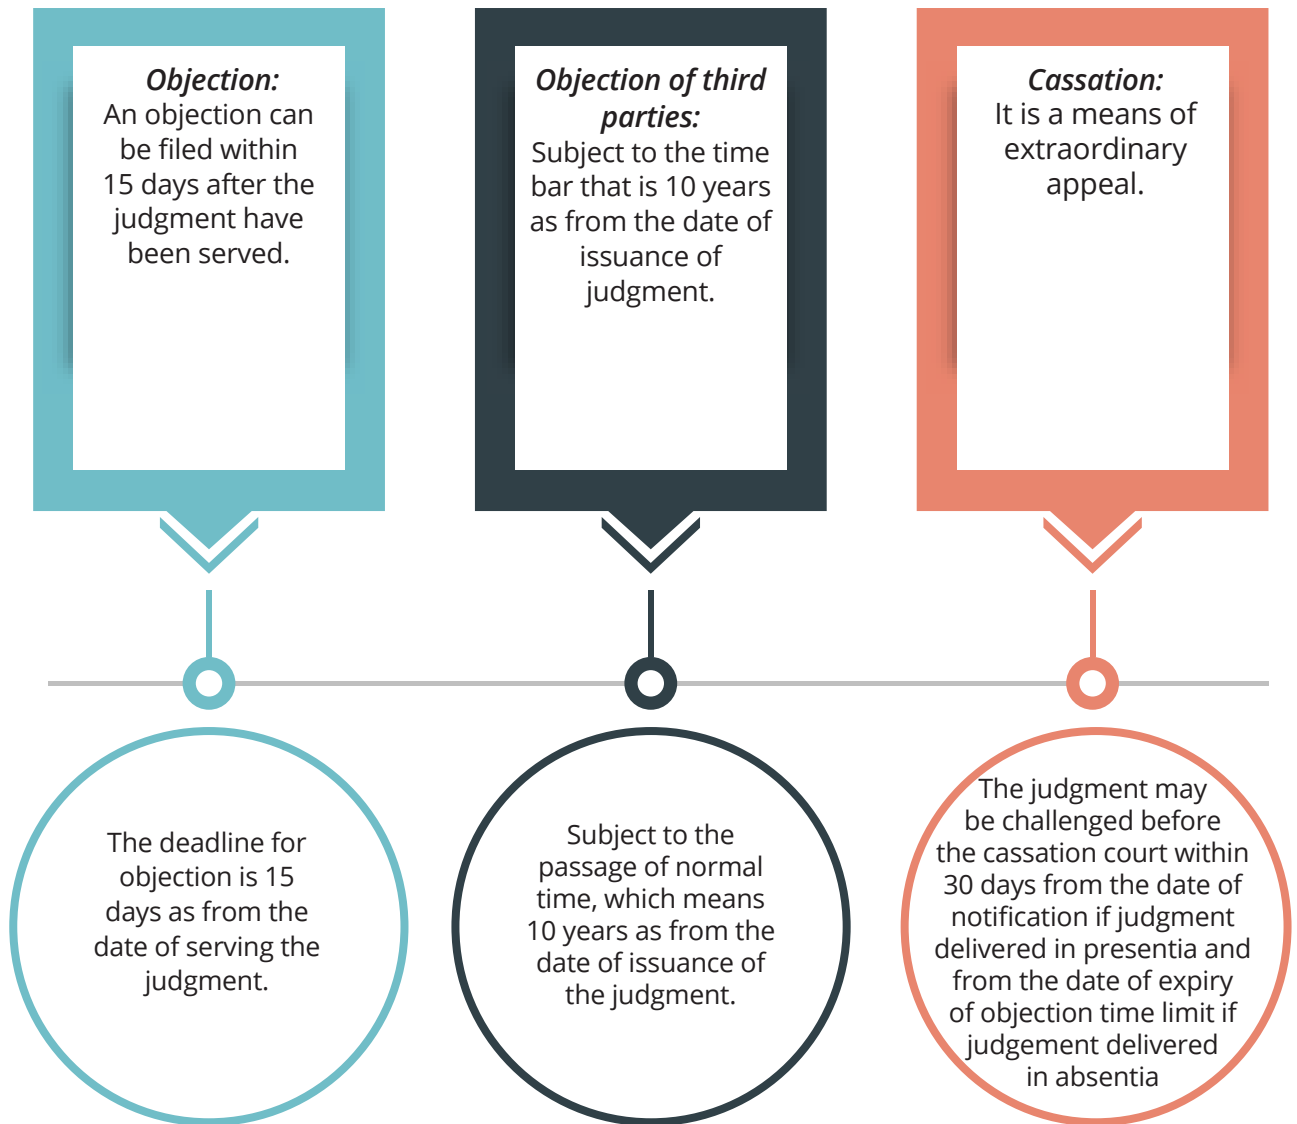 Objection:
An objection can
be filed within
15 days after the
judgment have
been served.
Objection of third
parties:
Subject to the time
bar that is 10 years
as from the date of
issuance of
judgment.
Cassation:
It is a means of
extraordinary
appeal.
The deadline for
objection is 15
days as from the
date of serving the
judgment.
Subject to the
passage of normal
time, which means
10 years as from the
date of issuance of
the judgment.
The judgment may
be challenged before
the cassation court within
30 days from the date of
notification if judgment
delivered in presentia and
from the date of expiry
of objection time limit if
judgement delivered
in absentia